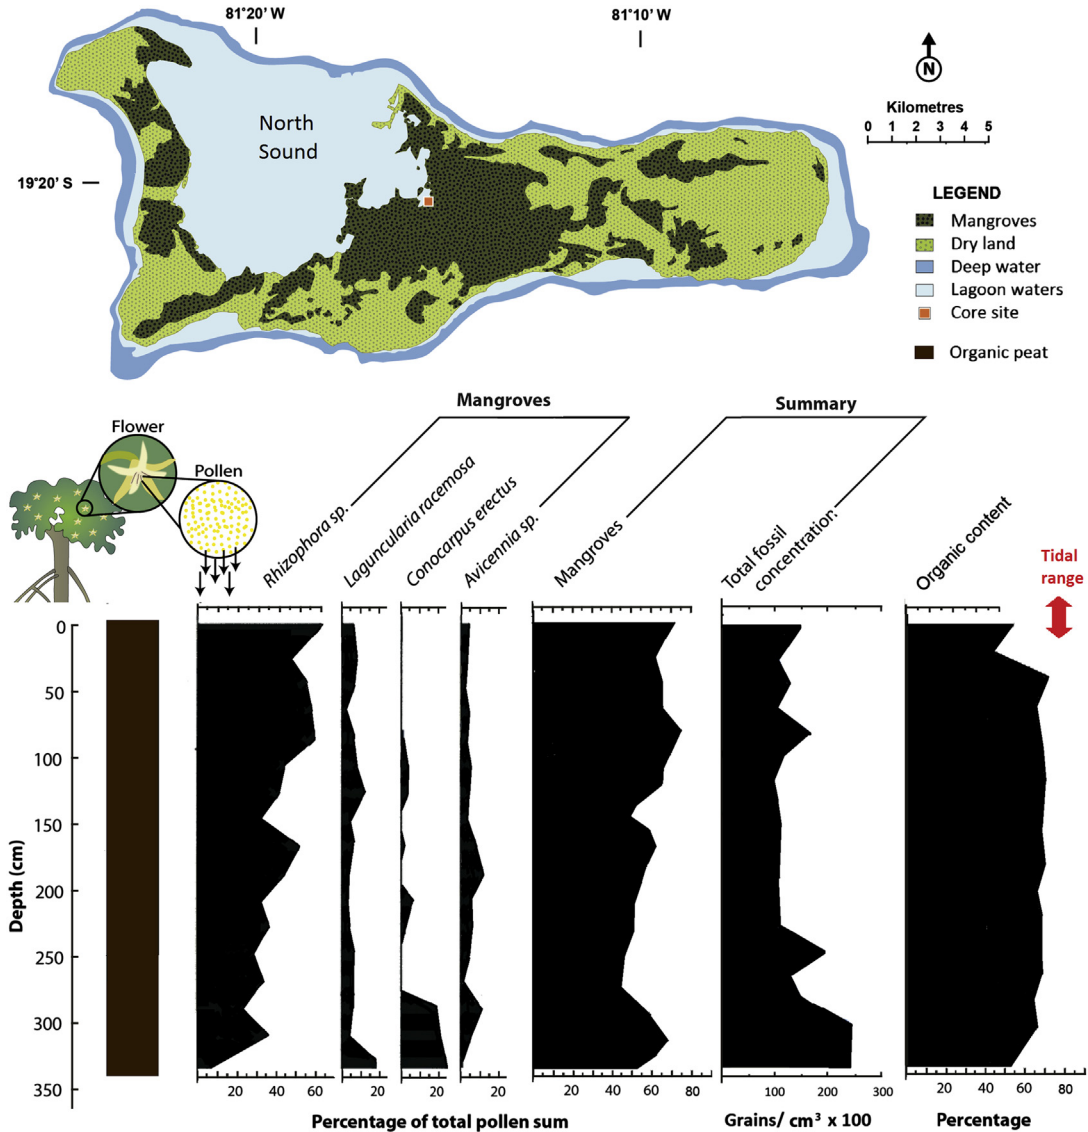 81°20' W
81°10' W
North
Sound
N
Kilometres
0 1 2 3 4 5
19°20' S
LEGEND
Mangroves
Dry land
Deep water
Lagoon waters
Core site
Organic peat
Mangroves
Summary
Flower
Pollen
Rhizophora sp.
Laguncularia racemosa
Conocarpus erectus
Avicennia sp.
Mangroves
Total fossil
concentration.
Organic content
Tidal
range
Depth (cm)
0
50
100
150
200
250
300
350
20 40 60
20
20
20
20 40 60 80
100 200 300
20 40 60 80
Percentage of total pollen sum
Grains/ cm³ x 100
Percentage